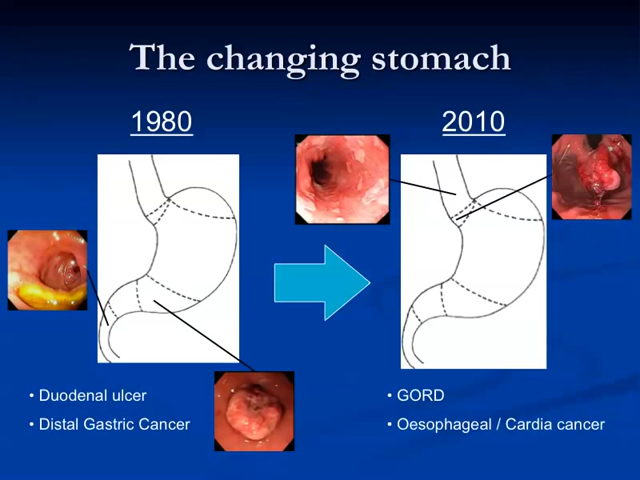 The changing stomach
1980
2010
• Duodenal ulcer
• Distal Gastric Cancer
• GORD
• Oesophageal / Cardia cancer